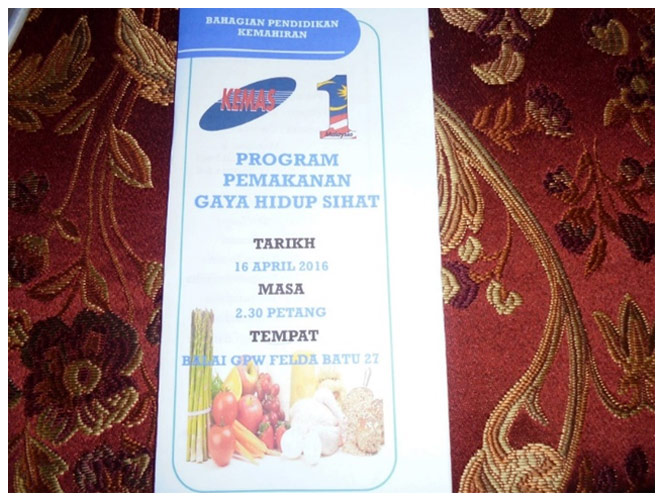 BAHAGIAN PENDIDIKAN
KEMAHIRAN
KEMAS
1
PROGRAM
PEMAKANAN
GAYA HIDUP SIHAT
TARIKH
16 APRIL 2016
MASA
2.30 PETANG
TEMPAT
BALAI GPW FELDA BATU 27